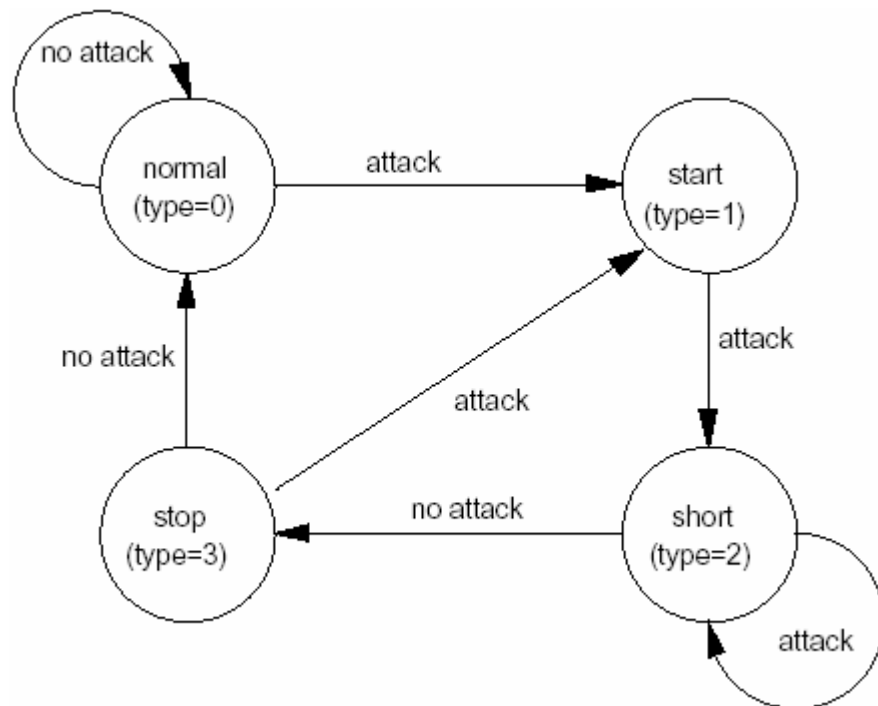 no attack
normal
(type=0)
attack
start
(type=1)
no attack
attack
attack
stop
(type=3)
no attack
short
(type=2)
attack